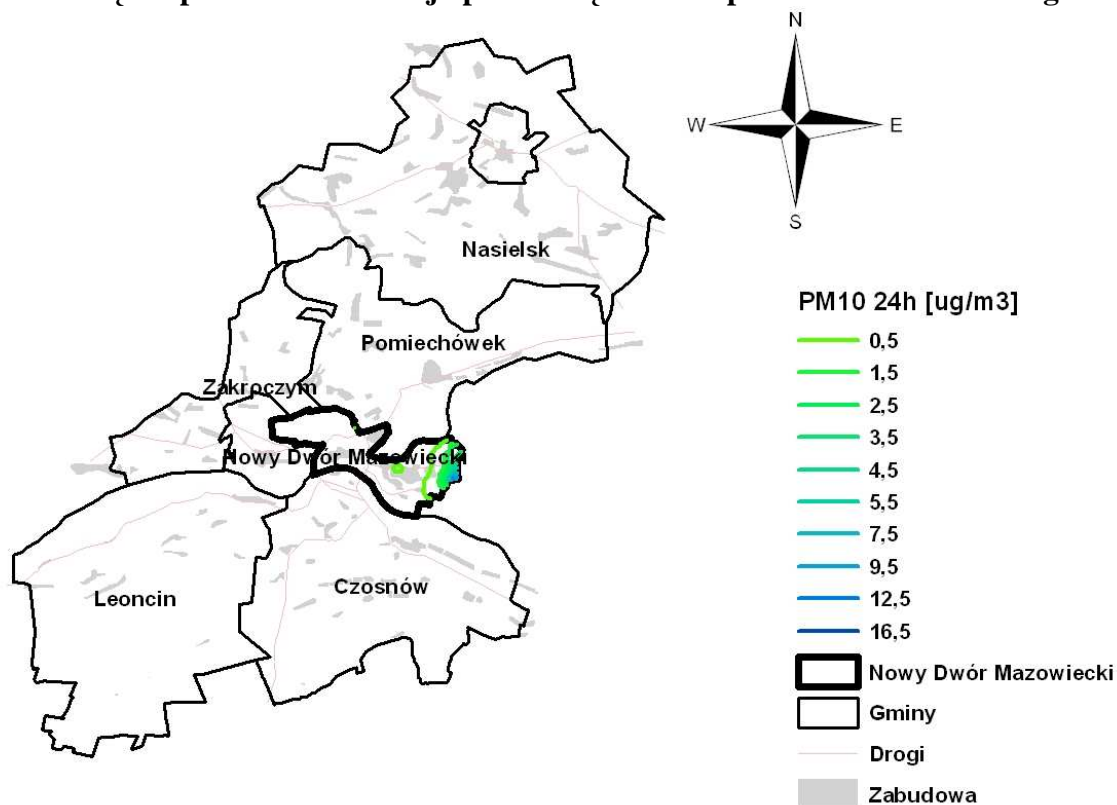 N
W E
S
Nasielsk
Pomiechówek
Zakroczym
Nowy Dwór Mazowiecki
Leoncin
Czosnów
PM10 24h [ug/m3]
0,5
1,5
2,5
3,5
4,5
5,5
7,5
9,5
12,5
16,5
Nowy Dwór Mazowiecki
Gminy
Drogi
Zabudowa